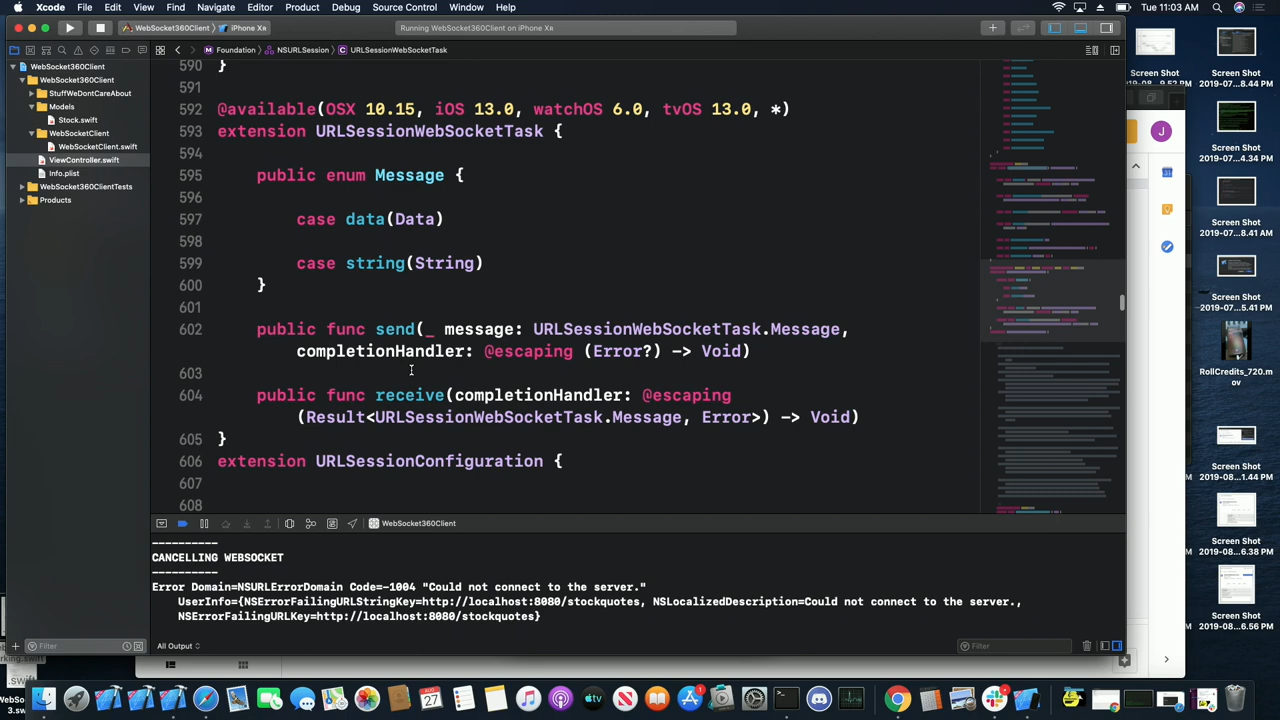 Xcode File Edit View Find Navigate Editor Product Debug Source Control Window Help
Tue 11:03 AM
WebSocket360Client iPhone Xʀ
Running WebSocket360Client on iPhone Xʀ
Foundation NSURLSession URLSessionWebSocketTask
WebSocket360Client
WebSocket360Client
StuffWeDontCareAbout
Models
Stock.swift
WebSocketClient
WebSocketClient.swift
ViewController.swift
Info.plist
WebSocket360ClientTests
Products
590 }
591
592 @available(OSX 10.15, iOS 13.0, watchOS 6.0, tvOS 13.0, *)
593 extension URLSessionWebSocketTask {
594
595 public enum Message {
596
597 case data(Data)
598
599 case string(String)
600 }
601
602 public func send(_ message: URLSessionWebSocketTask.Message,
completionHandler: @escaping (Error?) -> Void)
603
604 public func receive(completionHandler: @escaping
(Result<URLSessionWebSocketTask.Message, Error>) -> Void)
605 }
606 extension URLSessionConfiguration {
607
608
WebSocket360Client
----------
CANCELLING WEBSOCKET
----------
Error Domain=NSURLErrorDomain Code=-1004 "Could not connect to the server."
UserInfo={NSErrorFailingURLStringKey=http://localhost:8080/stockquotes, NSLocalizedDescription=Could not connect to the server.,
NSErrorFailingURLKey=http://localhost:8080/stockquotes}
Filter
All Output
Filter
J
Screen Shot
Screen Shot
2019-07...8.44 PM
Screen Shot
2019-07...4.34 PM
Screen Shot
2019-07...8.41 AM
Screen Shot
2019-07...9.41 AM
RollCredits_720.m
ov
Screen Shot
2019-08...1.44 PM
Screen Shot
2019-08...6.38 PM
Screen Shot
2019-08...6.56 PM